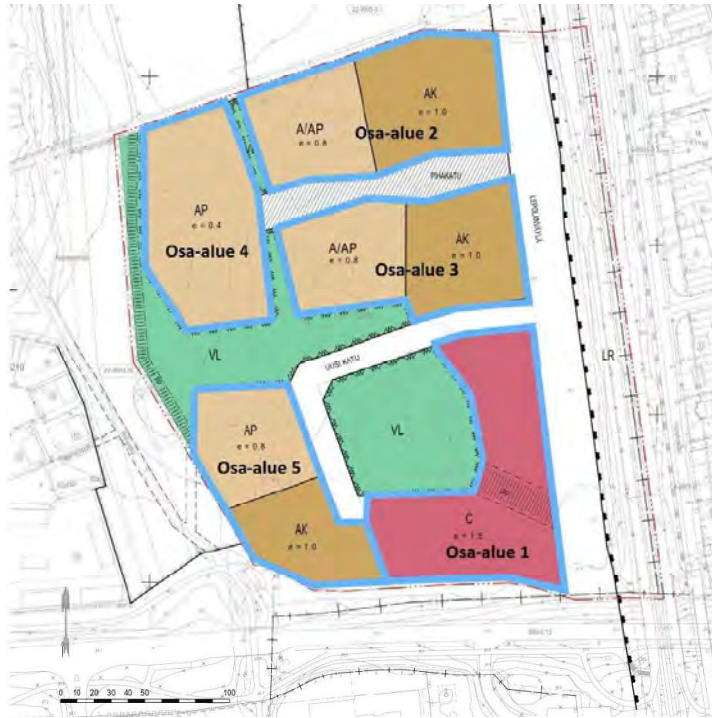 AK
e = 1.0
A/AP
e = 0.8
Osa-alue 2
PIHAKATU
LEPOLINVÄYLÄ
AP
e = 0.4
Osa-alue 4
A/AP
e = 0.8
AK
e = 1.0
Osa-alue 3
VL
UUSI KATU
LR
AP
e = 0.8
Osa-alue 5
VL
AK
e = 1.0
C
e = 1.5
Osa-alue 1
0 10 20 30 40 50 100